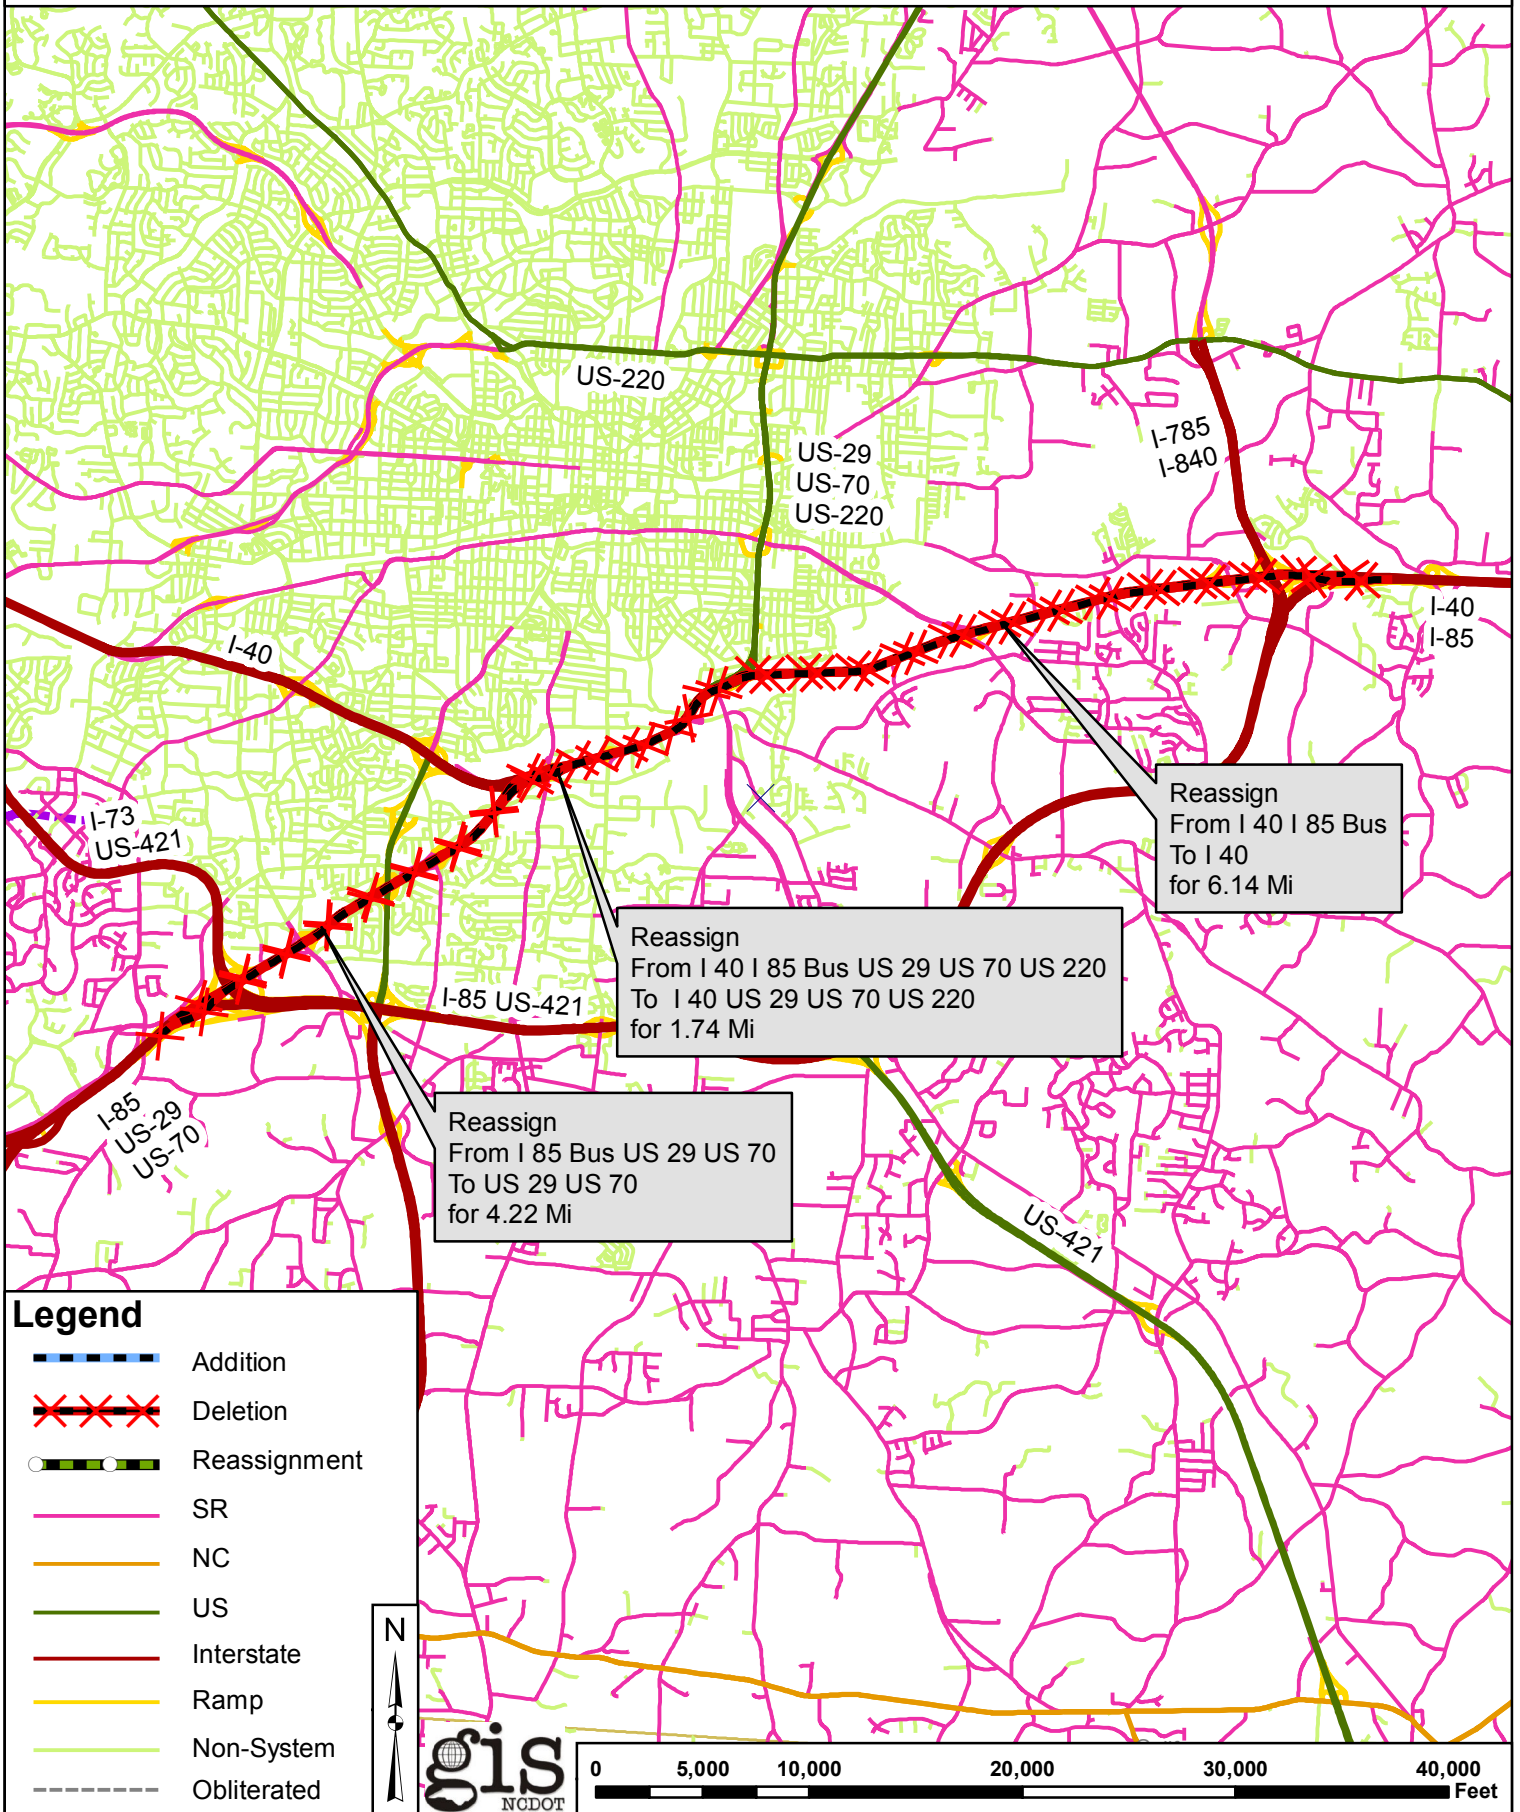 US-220
US-29
US-70
US-220
I-785
I-840
I-40
I-85
I-40
I-73
US-421
Reassign
From I 40 I 85 Bus
To I 40
for 6.14 Mi
Reassign
From I 40 I 85 Bus US 29 US 70 US 220
To I 40 US 29 US 70 US 220
for 1.74 Mi
I-85 US-421
I-85
US-29
US-70
Reassign
From I 85 Bus US 29 US 70
To US 29 US 70
for 4.22 Mi
US-421
Legend
Addition
Deletion
Reassignment
SR
NC
US
Interstate
Ramp
Non-System
Obliterated
N
gis
NCDOT
0 5,000 10,000 20,000 30,000 40,000
Feet